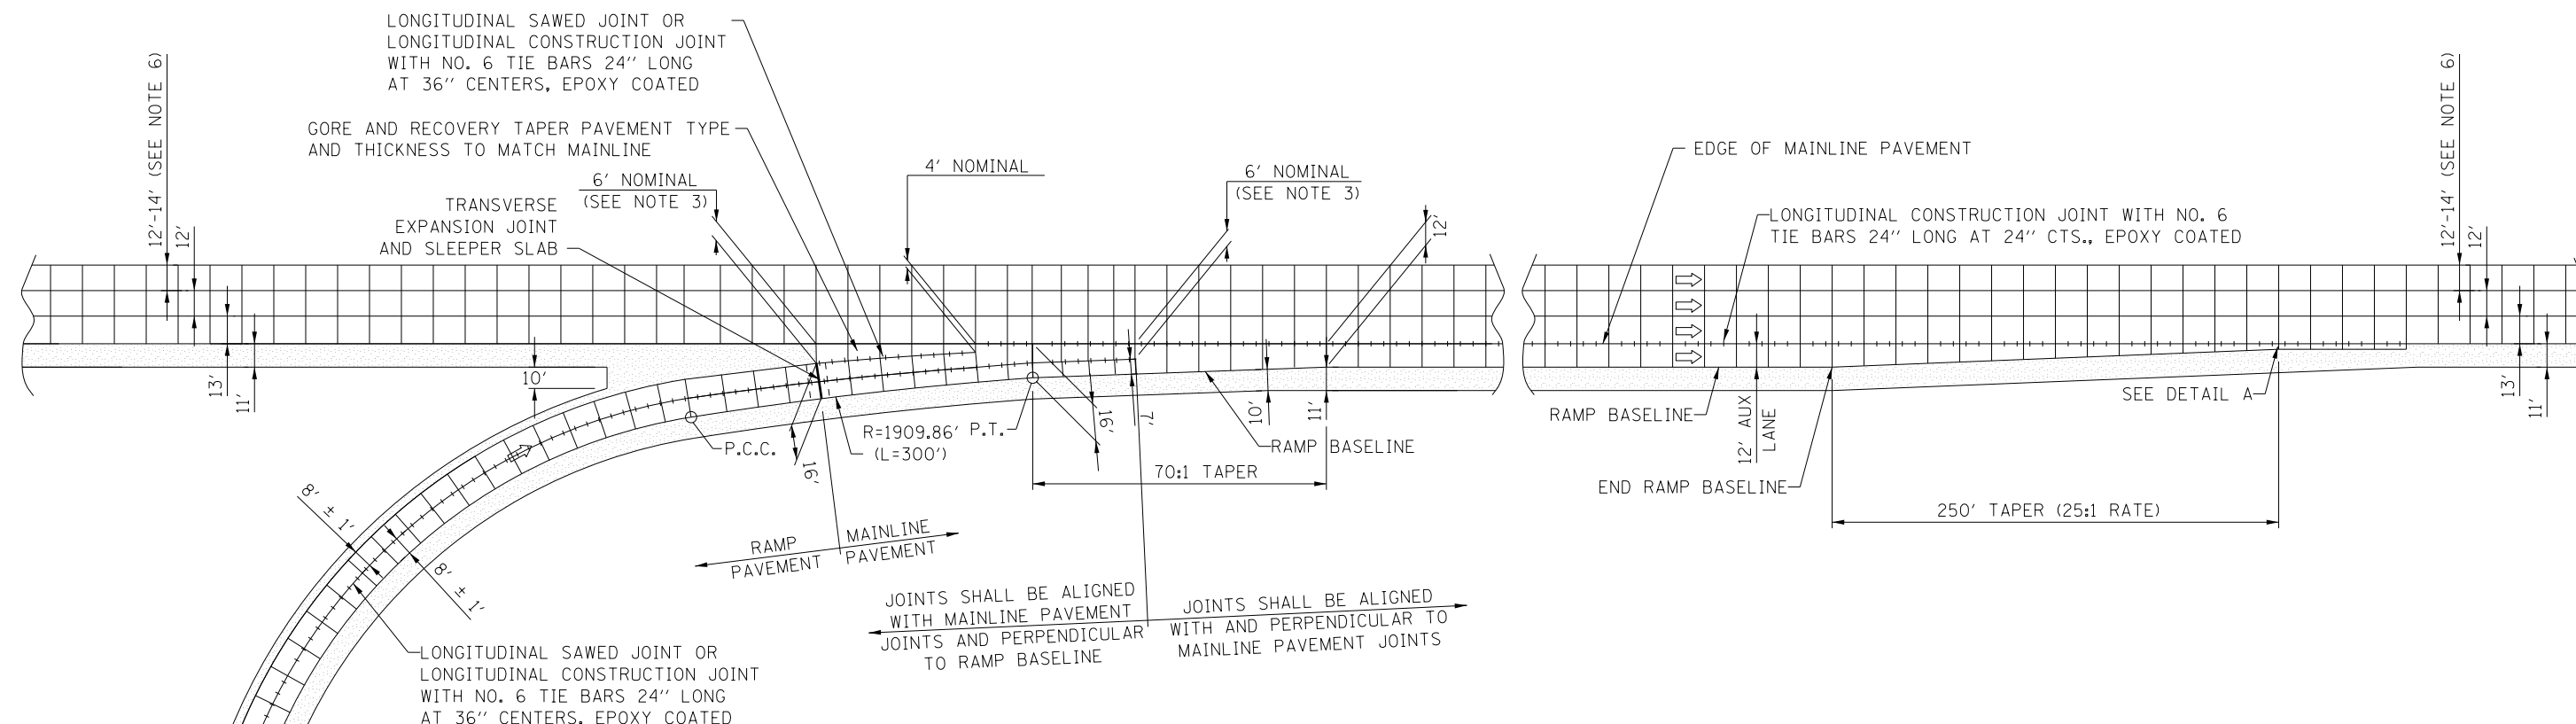 LONGITUDINAL SAWED JOINT OR
LONGITUDINAL CONSTRUCTION JOINT
WITH NO. 6 TIE BARS 24" LONG
AT 36" CENTERS, EPOXY COATED
GORE AND RECOVERY TAPER PAVEMENT TYPE
AND THICKNESS TO MATCH MAINLINE
6' NOMINAL
(SEE NOTE 3)
TRANSVERSE
EXPANSION JOINT
AND SLEEPER SLAB
4' NOMINAL
6' NOMINAL
(SEE NOTE 3)
12'
12'-14' (SEE NOTE 6)
12'
13'
11'
10'
EDGE OF MAINLINE PAVEMENT
LONGITUDINAL CONSTRUCTION JOINT WITH NO. 6
TIE BARS 24" LONG AT 24" CTS., EPOXY COATED
12'-14' (SEE NOTE 6)
12'
13'
11'
P.C.C.
16'
R=1909.86'
(L=300')
P.T.
16'
7'
10'
11'
RAMP BASELINE
70:1 TAPER
RAMP BASELINE
12' AUX
LANE
END RAMP BASELINE
SEE DETAIL A
250' TAPER (25:1 RATE)
8' ± 1'
8' ± 1'
RAMP
PAVEMENT
MAINLINE
PAVEMENT
JOINTS SHALL BE ALIGNED
WITH MAINLINE PAVEMENT
JOINTS AND PERPENDICULAR
TO RAMP BASELINE
JOINTS SHALL BE ALIGNED
WITH AND PERPENDICULAR TO
MAINLINE PAVEMENT JOINTS
LONGITUDINAL SAWED JOINT OR
LONGITUDINAL CONSTRUCTION JOINT
WITH NO. 6 TIE BARS 24" LONG
AT 36" CENTERS, EPOXY COATED